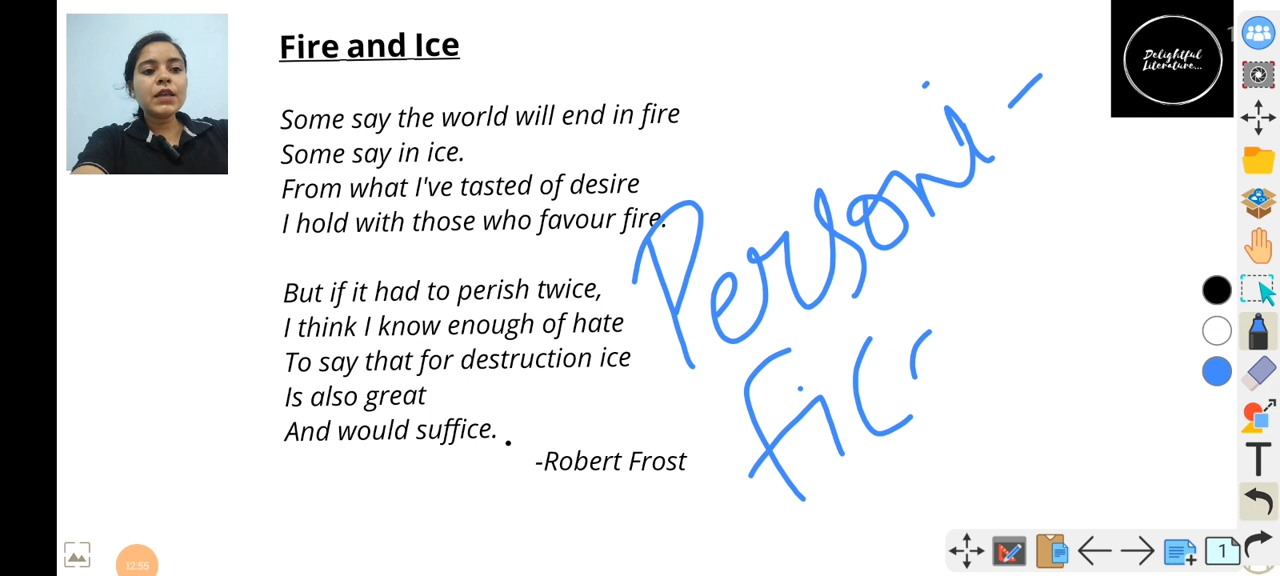 Fire and Ice
Some say the world will end in fire
Some say in ice.
From what I've tasted of desire
I hold with those who favour fire.
But if it had to perish twice,
I think I know enough of hate
To say that for destruction ice
Is also great
And would suffice.
-Robert Frost
Personi-
fic
Delightful
Literature...
12:55
1
T